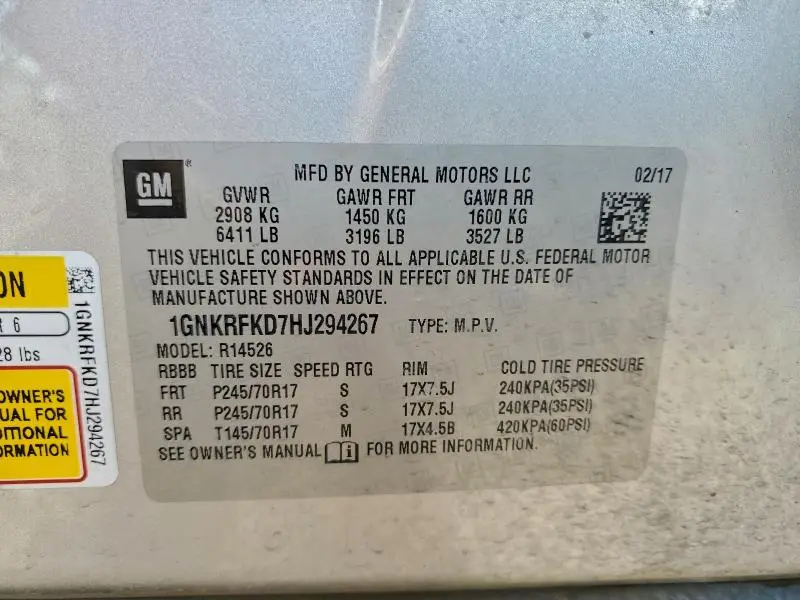 GM
®
MFD BY GENERAL MOTORS LLC 02/17
GVWR GAWR FRT GAWR RR
2908 KG 1450 KG 1600 KG
6411 LB 3196 LB 3527 LB
THIS VEHICLE CONFORMS TO ALL APPLICABLE U.S. FEDERAL MOTOR
VEHICLE SAFETY STANDARDS IN EFFECT ON THE DATE OF
MANUFACTURE SHOWN ABOVE.
1GNKRFKD7HJ294267 TYPE: M.P.V.
MODEL: R14526
RBBB TIRE SIZE SPEED RTG RIM COLD TIRE PRESSURE
FRT P245/70R17 S 17X7.5J 240KPA(35PSI)
RR P245/70R17 S 17X7.5J 240KPA(35PSI)
SPA T145/70R17 M 17X4.5B 420KPA(60PSI)
SEE OWNER'S MANUAL i FOR MORE INFORMATION.
ON
6
28 lbs
OWNER'S
UAL FOR
ITIONAL
ORMATION
1GNKRFKD7HJ294267